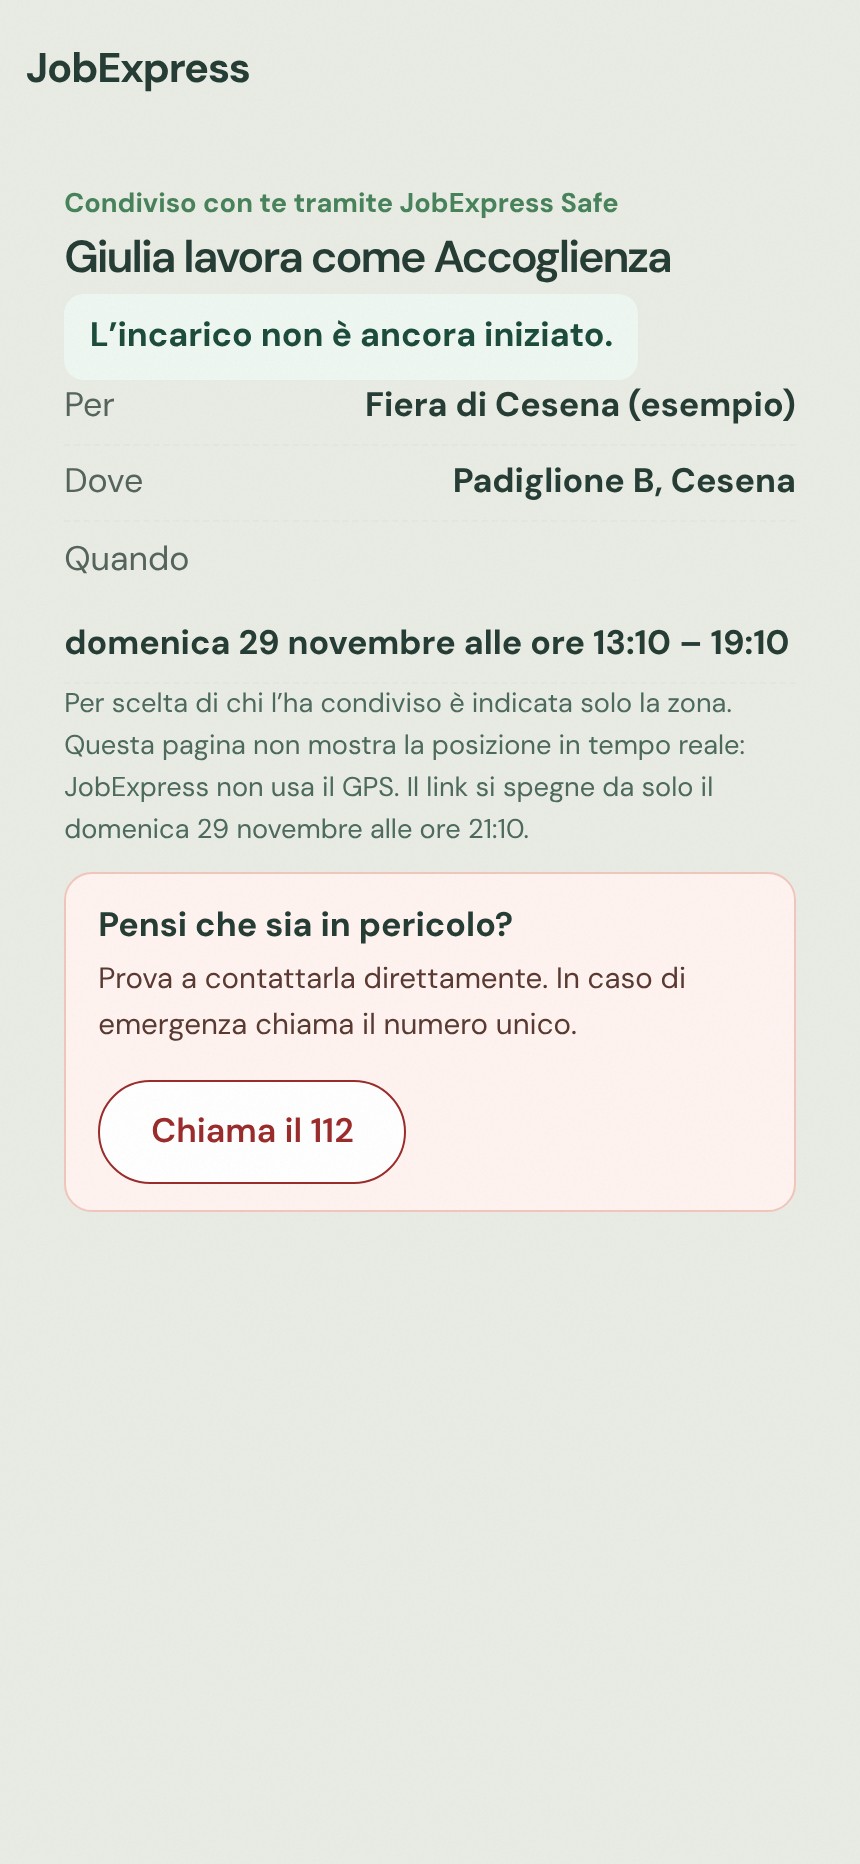 JobExpress
Condiviso con te tramite JobExpress Safe
Giulia lavora come Accoglienza
L’incarico non è ancora iniziato.
Per Fiera di Cesena (esempio)
Dove Padiglione B, Cesena
Quando
domenica 29 novembre alle ore 13:10 – 19:10
Per scelta di chi l’ha condiviso è indicata solo la zona.
Questa pagina non mostra la posizione in tempo reale:
JobExpress non usa il GPS. Il link si spegne da solo il
domenica 29 novembre alle ore 21:10.
Pensi che sia in pericolo?
Prova a contattarla direttamente. In caso di
emergenza chiama il numero unico.
Chiama il 112